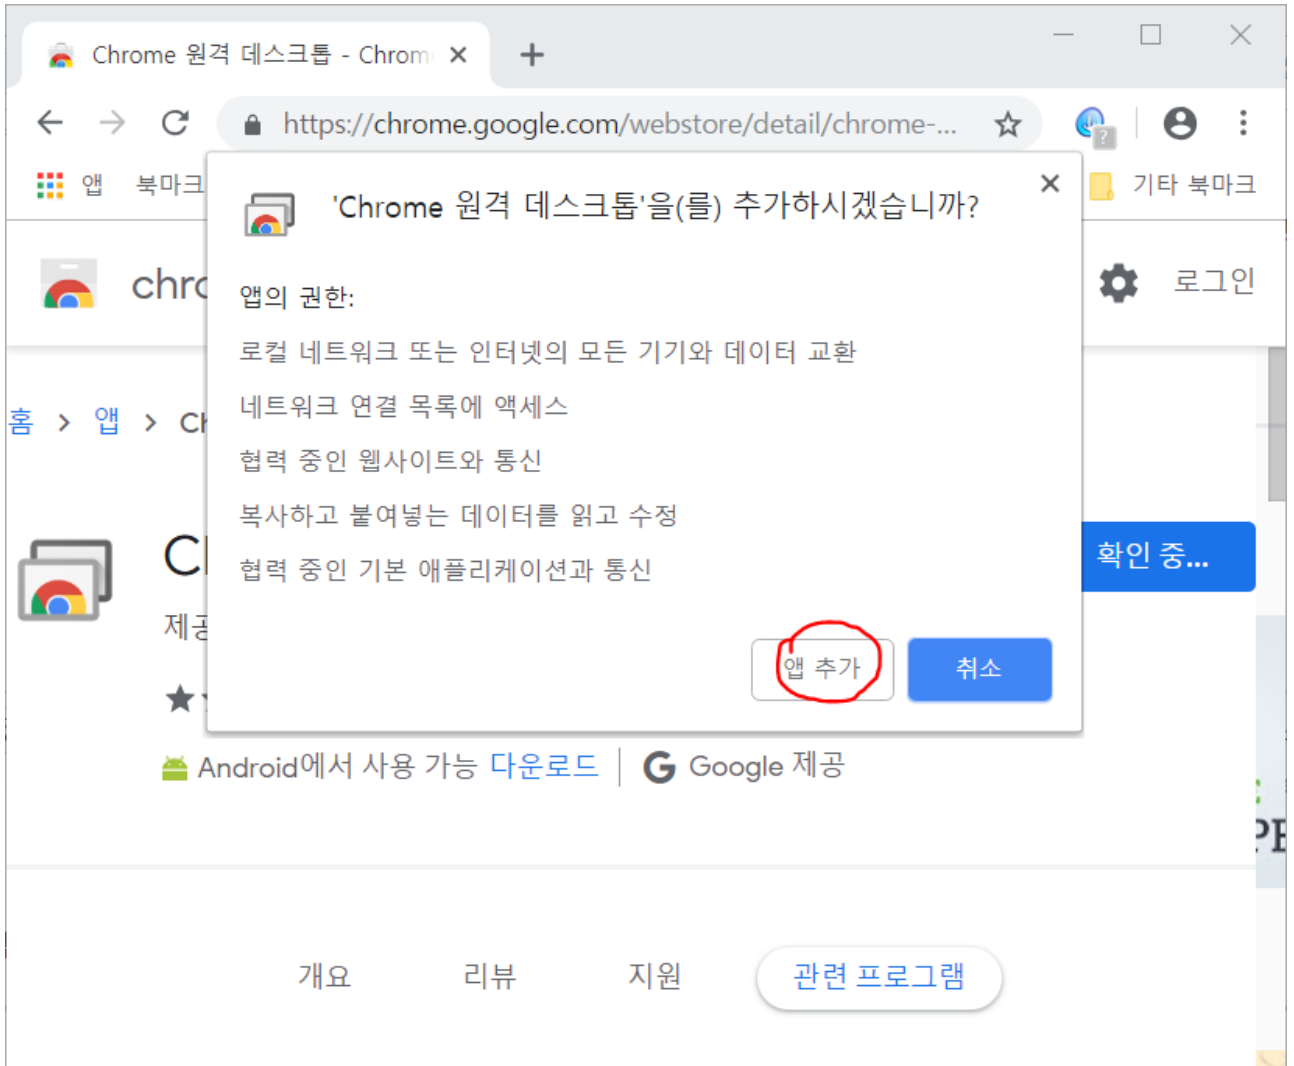 Chrome 원격 데스크톱 - Chrom
https://chrome.google.com/webstore/detail/chrome-...
앱 북마크 기타 북마크
'Chrome 원격 데스크톱'을(를) 추가하시겠습니까?
chro 로그인
앱의 권한:
로컬 네트워크 또는 인터넷의 모든 기기와 데이터 교환
네트워크 연결 목록에 액세스
홈 > 앱 > Ch
협력 중인 웹사이트와 통신
복사하고 붙여넣는 데이터를 읽고 수정
확인 중...
협력 중인 기본 애플리케이션과 통신
제공
앱 추가 취소
Android에서 사용 가능 다운로드 G Google 제공
개요 리뷰 지원 관련 프로그램